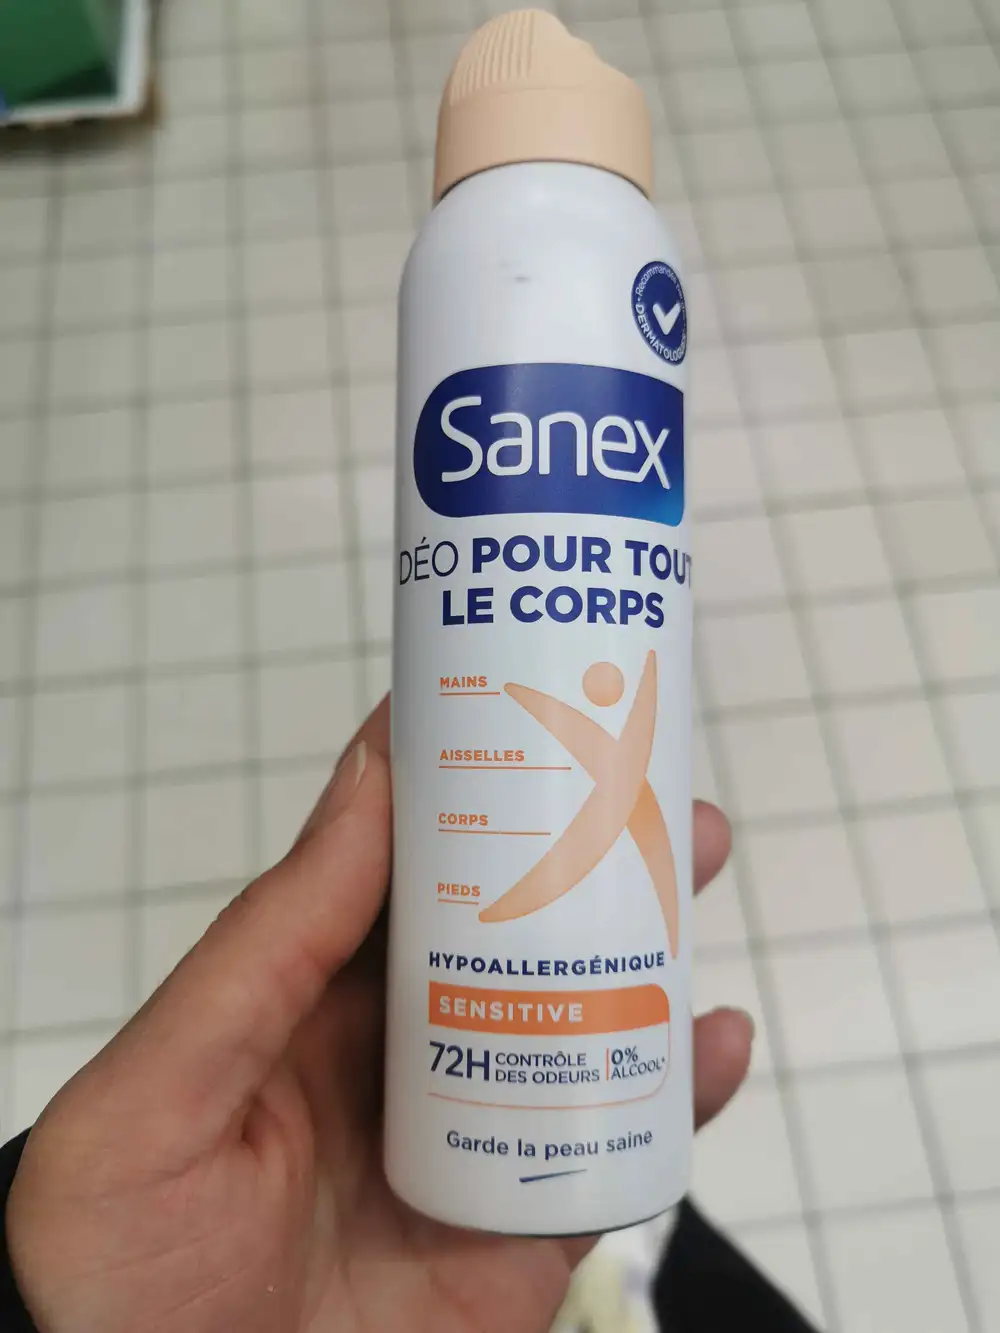 Recommandé par
DERMATOLOGUES
Sanex
DÉO POUR TOUT
LE CORPS
MAINS
AISSELLES
CORPS
PIEDS
HYPOALLERGÉNIQUE
SENSITIVE
72H CONTRÔLE
DES ODEURS
0%
ALCOOL*
Garde la peau saine